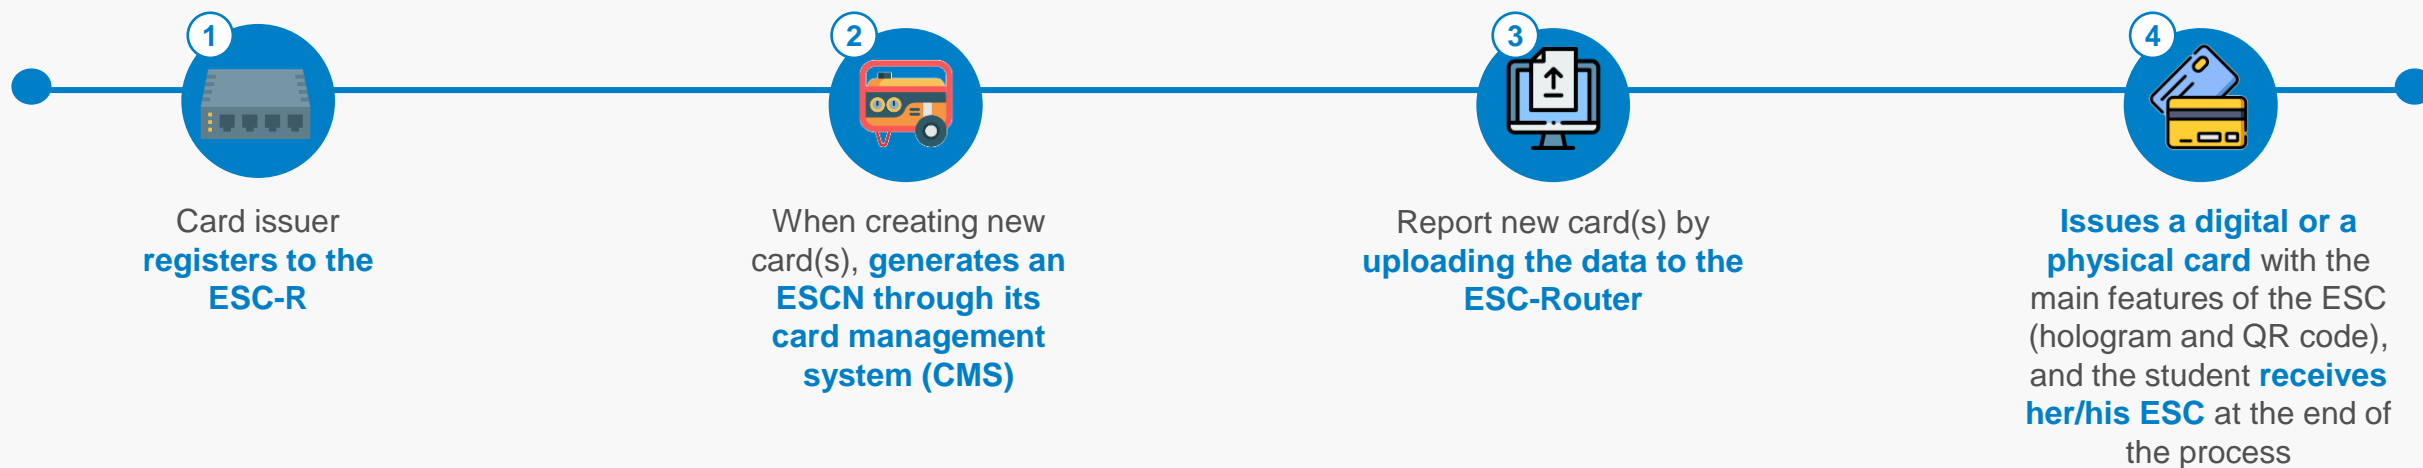 1
Card issuer
registers to the
ESC-R
2
When creating new
card(s), generates an
ESCN through its
card management
system (CMS)
3
Report new card(s) by
uploading the data to the
ESC-Router
4
Issues a digital or a
physical card with the
main features of the ESC
(hologram and QR code),
and the student receives
her/his ESC at the end of
the process